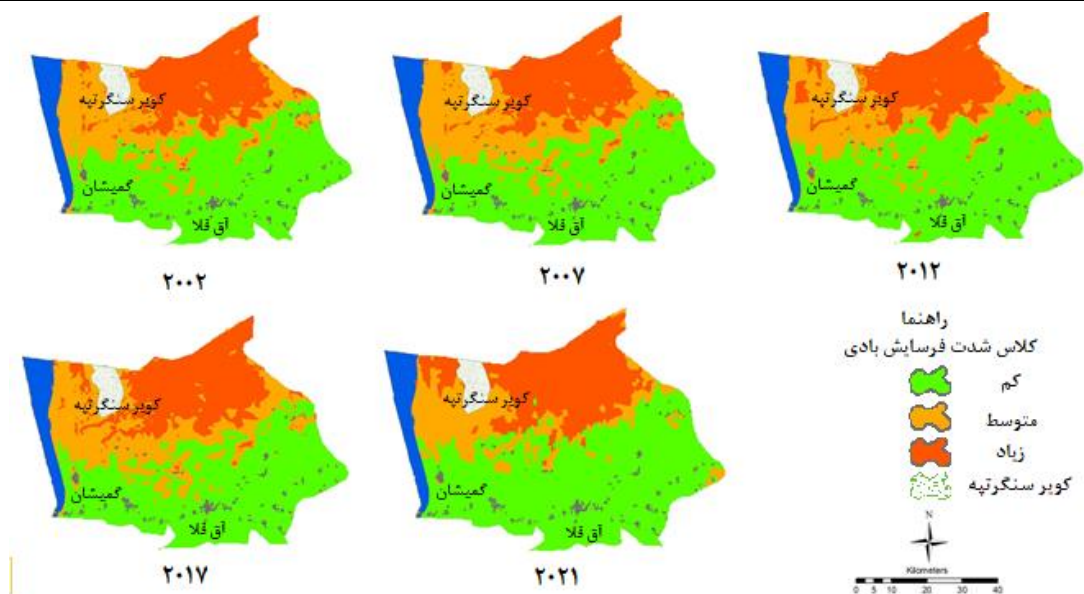 کویر سنگرتپه
گمیشان
آق قلا
۲۰۰۲
کویر سنگرتپه
گمیشان
آق قلا
۲۰۰۷
کویر سنگرتپه
گمیشان
آق قلا
۲۰۱۲
کویر سنگرتپه
گمیشان
آق قلا
۲۰۱۷
کویر سنگرتپه
گمیشان
آق قلا
۲۰۲۱
راهنما
کلاس شدت فرسایش بادی
کم
متوسط
زیاد
کویر سنگرتپه
N
Kilometers
0 5 10 20 30 40